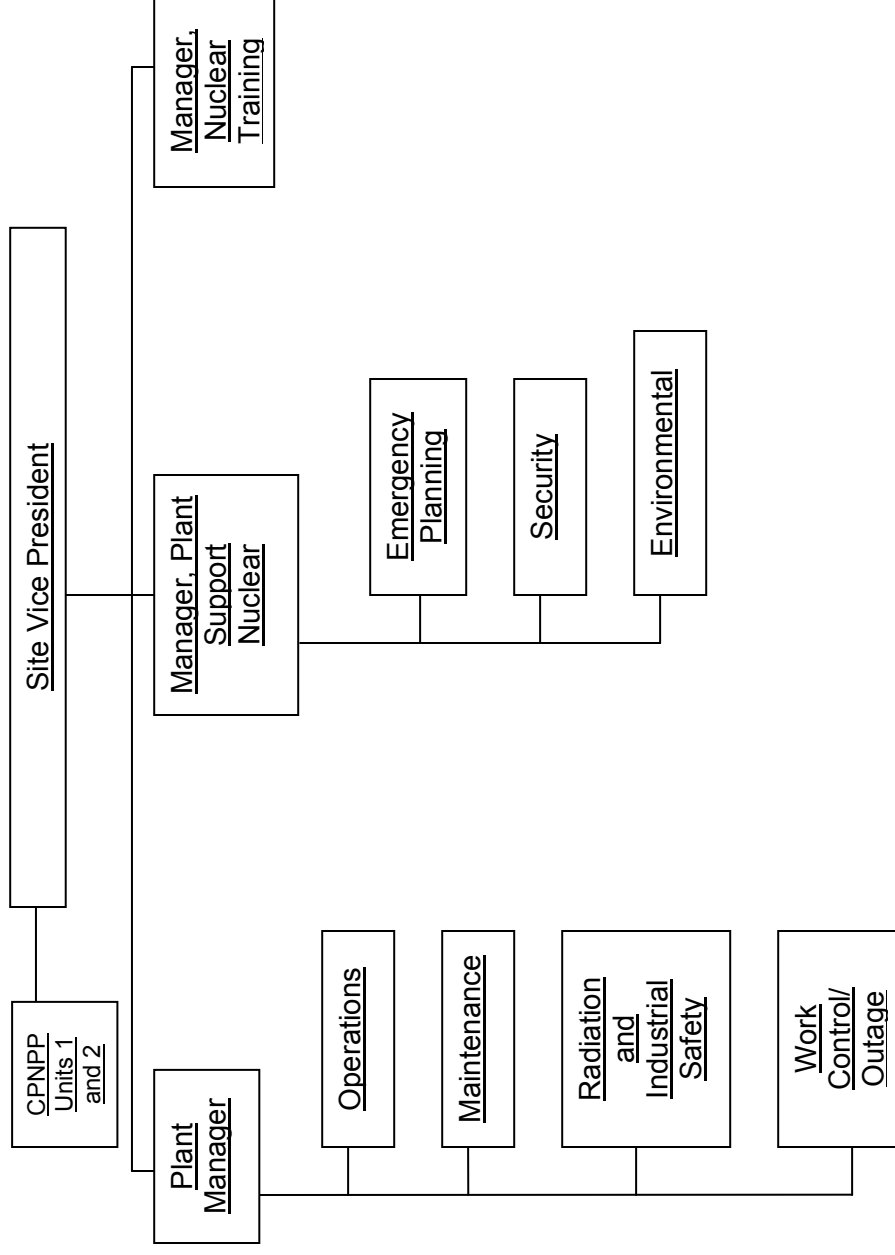 Site Vice President
CPNPP
Units 1
and 2
Plant
Manager
Operations
Maintenance
Radiation
and
Industrial
Safety
Work
Control/
Outage
Manager, Plant
Support
Nuclear
Emergency
Planning
Security
Environmental
Manager,
Nuclear
Training